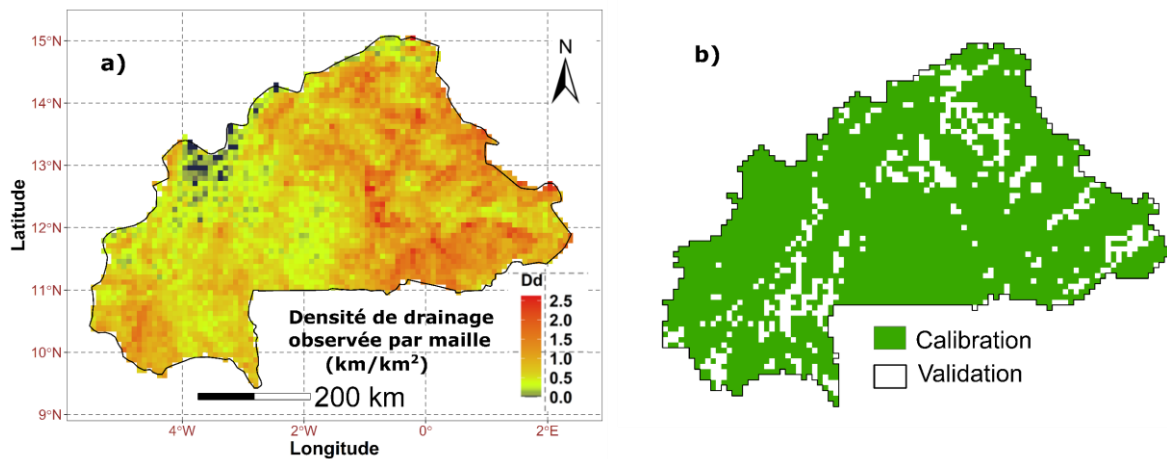 a)
N
15°N
14°N
13°N
12°N
11°N
10°N
9°N
Latitude
4°W
2°W
0°
2°E
Longitude
Densité de drainage
observée par maille
(km/km²)
Dd
2.5
2.0
1.5
1.0
0.5
0.0
200 km
b)
Calibration
Validation